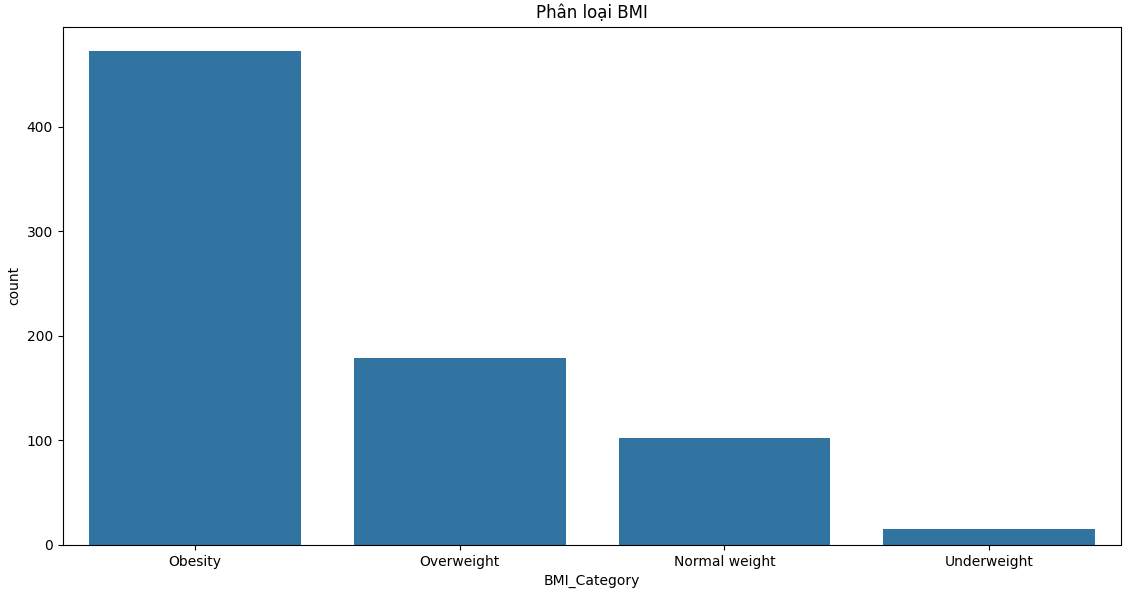 Phân loại BMI
count
400
300
200
100
0
Obesity
Overweight
Normal weight
Underweight
BMI_Category